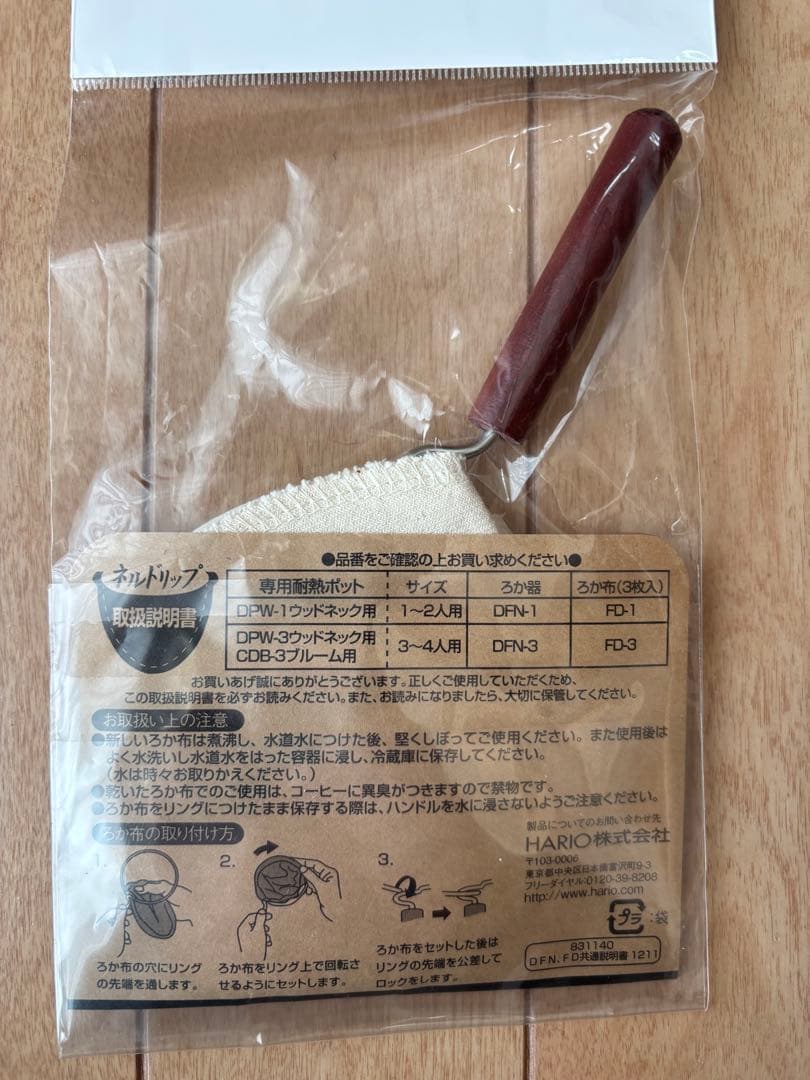 ●品番をご確認の上お買い求めください●
ネルドリップ
取扱説明書
専用耐熱ポット サイズ ろか器 ろか布(3枚入)
DPW-1ウッドネック用 1〜2人用 DFN-1 FD-1
DPW-3ウッドネック用
CDB-3ブルーム用 3〜4人用 DFN-3 FD-3
お買いあげ誠にありがとうございます。正しくご使用していただくため、
この取扱説明書を必ずお読みください。また、お読みになりましたら、大切に保管してください。
お取扱い上の注意
●新しいろか布は煮沸し、水道水につけた後、堅くしぼってご使用ください。また使用後は
よく水洗いし水道水をはった容器に浸し、冷蔵庫に保存してください。
(水は時々お取りかえください。)
●乾いたろか布でのご使用は、コーヒーに異臭がつきますので禁物です。
●ろか布をリングにつけたまま保存する際は、ハンドルを水に浸さないようご注意ください。
ろか布の取り付け方
1.
ろか布の穴にリング
の先端を通します。
2.
ろか布をリング上で回転さ
せるようにセットします。
3.
ろか布をセットした後は
リングの先端を公差して
ロックをします。
製品についてのお問い合わせ先
HARIO株式会社
〒103-0006
東京都中央区日本橋富沢町9-3
フリーダイヤル:0120-39-8208
http://www.hario.com
プラ :袋
831140
DFN、FD共通説明書 1211